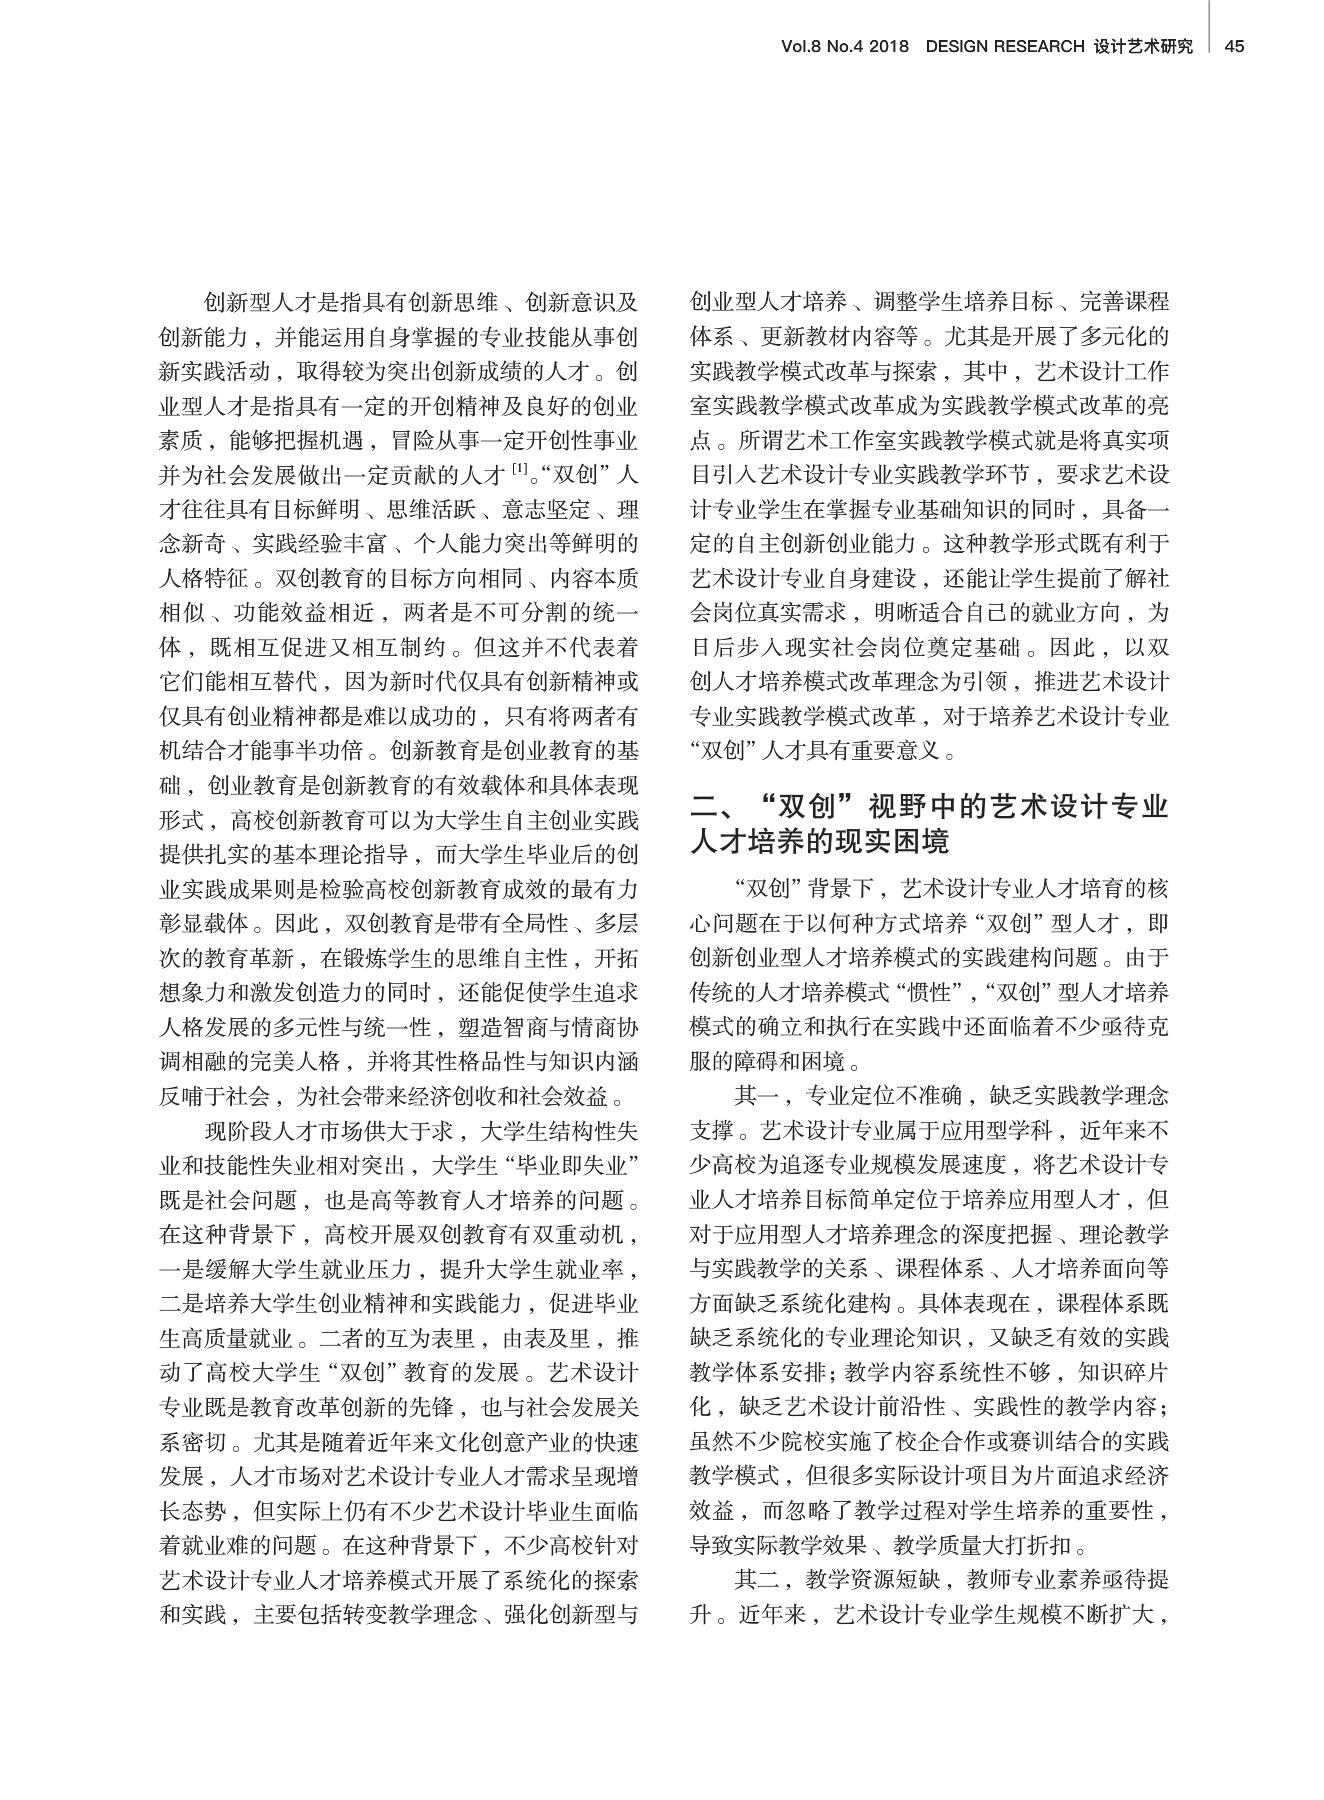 Vol.8 No.4 2018 DESIGN RESEARCH 设计艺术研究 45
创新型人才是指具有创新思维、创新意识及
创新能力，并能运用自身掌握的专业技能从事创
新实践活动，取得较为突出创新成绩的人才。创
业型人才是指具有一定的开创精神及良好的创业
素质，能够把握机遇，冒险从事一定开创性事业
并为社会发展做出一定贡献的人才[1]。“双创”人
才往往具有目标鲜明、思维活跃、意志坚定、理
念新奇、实践经验丰富、个人能力突出等鲜明的
人格特征。双创教育的目标方向相同、内容本质
相似、功能效益相近，两者是不可分割的统一
体，既相互促进又相互制约。但这并不代表着
它们能相互替代，因为新时代仅具有创新精神或
仅具有创业精神都是难以成功的，只有将两者有
机结合才能事半功倍。创新教育是创业教育的基
础，创业教育是创新教育的有效载体和具体表现
形式，高校创新教育可以为大学生自主创业实践
提供扎实的基本理论指导，而大学生毕业后的创
业实践成果则是检验高校创新教育成效的最有力
彰显载体。因此，双创教育是带有全局性、多层
次的教育革新，在锻炼学生的思维自主性，开拓
想象力和激发创造力的同时，还能促使学生追求
人格发展的多元性与统一性，塑造智商与情商协
调相融的完美人格，并将其性格品性与知识内涵
反哺于社会，为社会带来经济创收和社会效益。
现阶段人才市场供大于求，大学生结构性失
业和技能性失业相对突出，大学生“毕业即失业”
既是社会问题，也是高等教育人才培养的问题。
在这种背景下，高校开展双创教育有双重动机，
一是缓解大学生就业压力，提升大学生就业率，
二是培养大学生创业精神和实践能力，促进毕业
生高质量就业。二者的互为表里，由表及里，推
动了高校大学生“双创”教育的发展。艺术设计
专业既是教育改革创新的先锋，也与社会发展关
系密切。尤其是随着近年来文化创意产业的快速
发展，人才市场对艺术设计专业人才需求呈现增
长态势，但实际上仍有不少艺术设计毕业生面临
着就业难的问题。在这种背景下，不少高校针对
艺术设计专业人才培养模式开展了系统化的探索
和实践，主要包括转变教学理念、强化创新型与
创业型人才培养、调整学生培养目标、完善课程
体系、更新教材内容等。尤其是开展了多元化的
实践教学模式改革与探索，其中，艺术设计工作
室实践教学模式改革成为实践教学模式改革的亮
点。所谓艺术工作室实践教学模式就是将真实项
目引入艺术设计专业实践教学环节，要求艺术设
计专业学生在掌握专业基础知识的同时，具备一
定的自主创新创业能力。这种教学形式既有利于
艺术设计专业自身建设，还能让学生提前了解社
会岗位真实需求，明晰适合自己的就业方向，为
日后步入现实社会岗位奠定基础。因此，以双
创人才培养模式改革理念为引领，推进艺术设计
专业实践教学模式改革，对于培养艺术设计专业
“双创”人才具有重要意义。
二、“双创”视野中的艺术设计专业
人才培养的现实困境
“双创”背景下，艺术设计专业人才培育的核
心问题在于以何种方式培养“双创”型人才，即
创新创业型人才培养模式的实践建构问题。由于
传统的人才培养模式“惯性”，“双创”型人才培养
模式的确立和执行在实践中还面临着不少亟待克
服的障碍和困境。
其一，专业定位不准确，缺乏实践教学理念
支撑。艺术设计专业属于应用型学科，近年来不
少高校为追逐专业规模发展速度，将艺术设计专
业人才培养目标简单定位于培养应用型人才，但
对于应用型人才培养理念的深度把握、理论教学
与实践教学的关系、课程体系、人才培养面向等
方面缺乏系统化建构。具体表现在，课程体系既
缺乏系统化的专业理论知识，又缺乏有效的实践
教学体系安排；教学内容系统性不够，知识碎片
化，缺乏艺术设计前沿性、实践性的教学内容；
虽然不少院校实施了校企合作或赛训结合的实践
教学模式，但很多实际设计项目为片面追求经济
效益，而忽略了教学过程对学生培养的重要性，
导致实际教学效果、教学质量大打折扣。
其二，教学资源短缺，教师专业素养亟待提
升。近年来，艺术设计专业学生规模不断扩大，